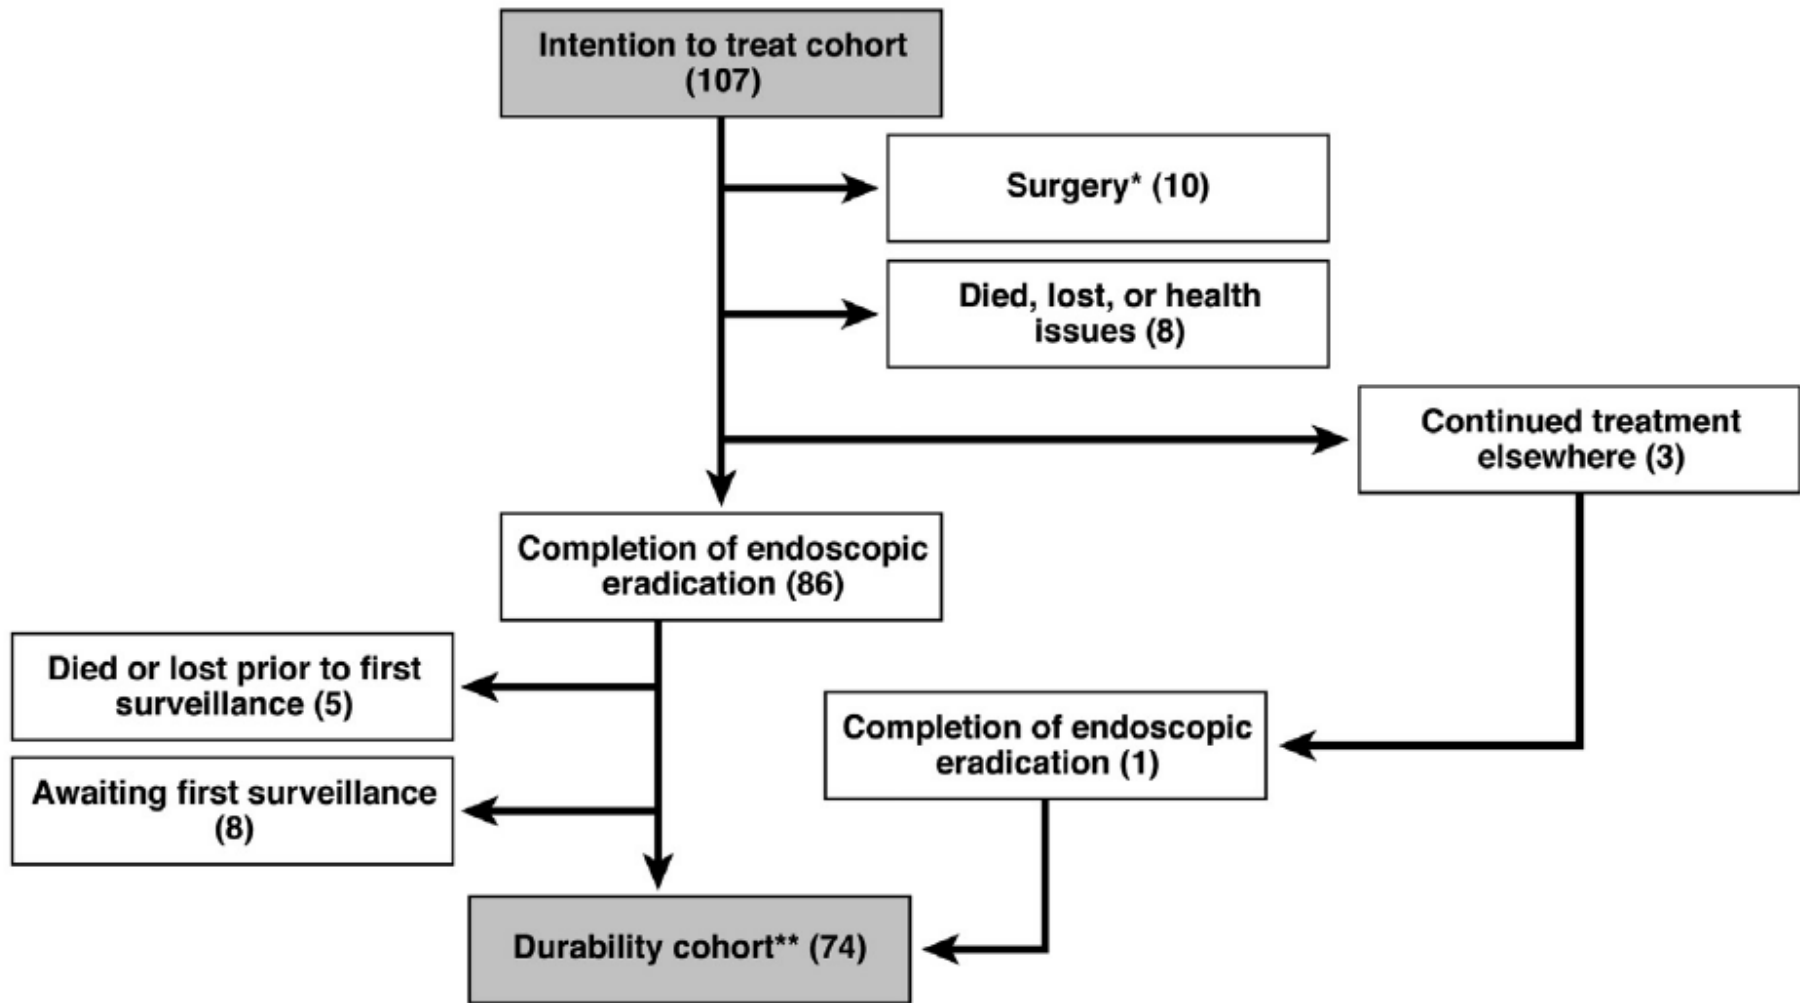 Intention to treat cohort
(107)
Surgery* (10)
Died, lost, or health
issues (8)
Continued treatment
elsewhere (3)
Completion of endoscopic
eradication (86)
Died or lost prior to first
surveillance (5)
Completion of endoscopic
eradication (1)
Awaiting first surveillance
(8)
Durability cohort** (74)